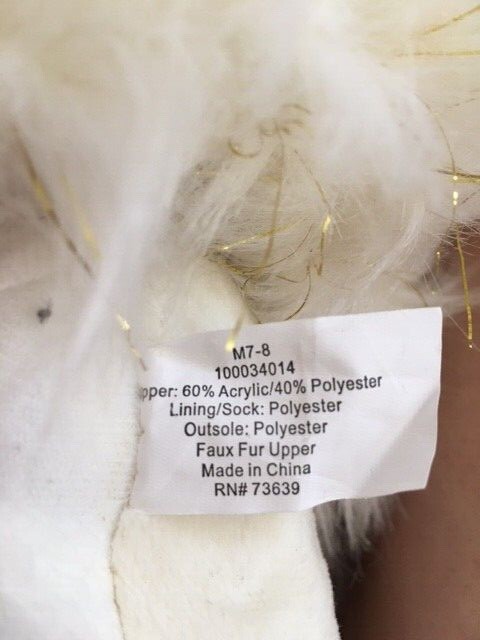 M7-8
100034014
pper: 60% Acrylic/40% Polyester
Lining/Sock: Polyester
Outsole: Polyester
Faux Fur Upper
Made in China
RN# 73639